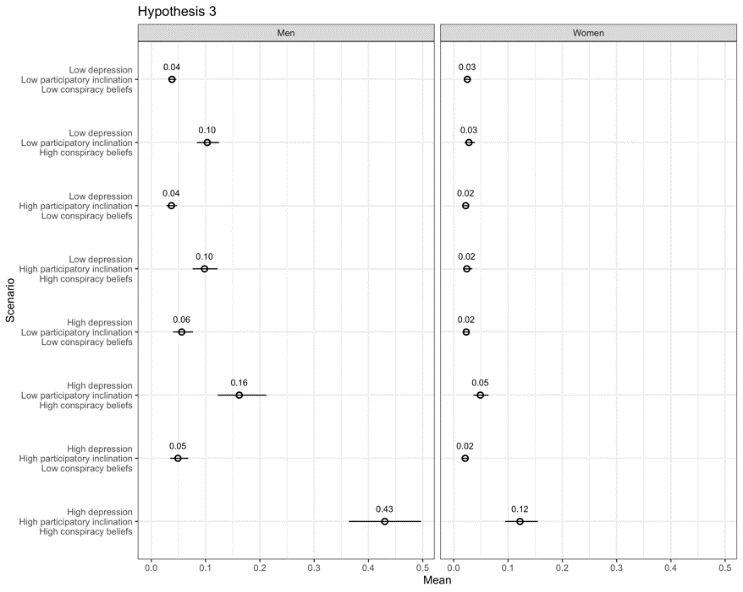 Hypothesis 3
Men
Women
Low depression
Low participatory inclination
Low conspiracy beliefs
0.04
0.03
Low depression
Low participatory inclination
High conspiracy beliefs
0.10
0.03
Low depression
High participatory inclination
Low conspiracy beliefs
0.04
0.02
Low depression
High participatory inclination
High conspiracy beliefs
0.10
0.02
High depression
Low participatory inclination
Low conspiracy beliefs
0.06
0.02
High depression
Low participatory inclination
High conspiracy beliefs
0.16
0.05
High depression
High participatory inclination
Low conspiracy beliefs
0.05
0.02
High depression
High participatory inclination
High conspiracy beliefs
0.43
0.12
Scenario
0.0 0.1 0.2 0.3 0.4 0.5
0.0 0.1 0.2 0.3 0.4 0.5
Mean